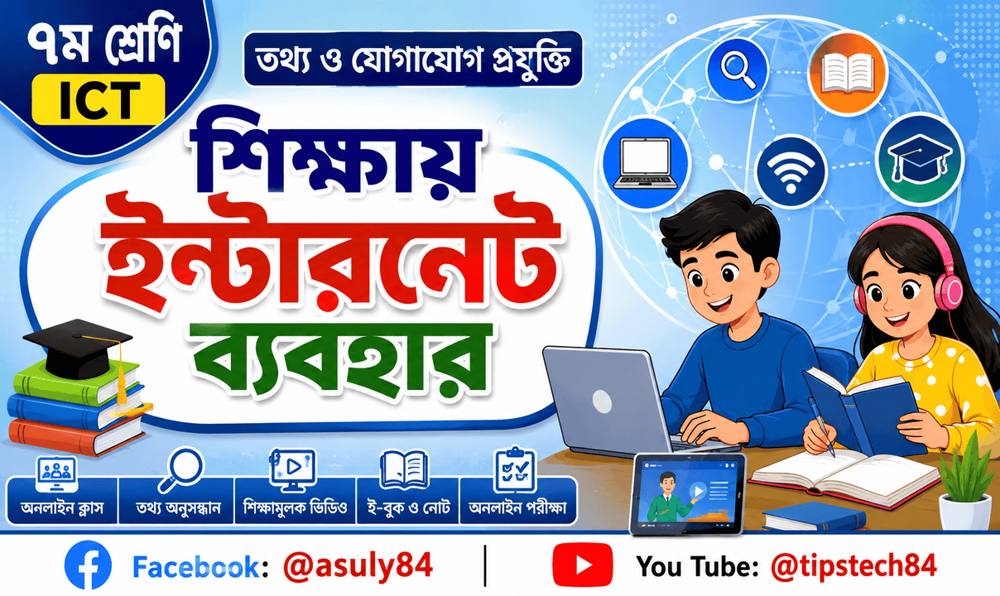 ৭ম শ্রেণি
ICT
তথ্য ও যোগাযোগ প্রযুক্তি
শিক্ষায়
ইন্টারনেট
ব্যবহার
অনলাইন ক্লাস
তথ্য অনুসন্ধান
শিক্ষামূলক ভিডিও
ই-বুক ও নোট
অনলাইন পরীক্ষা
Facebook: @asuly84
You Tube: @tipstech84